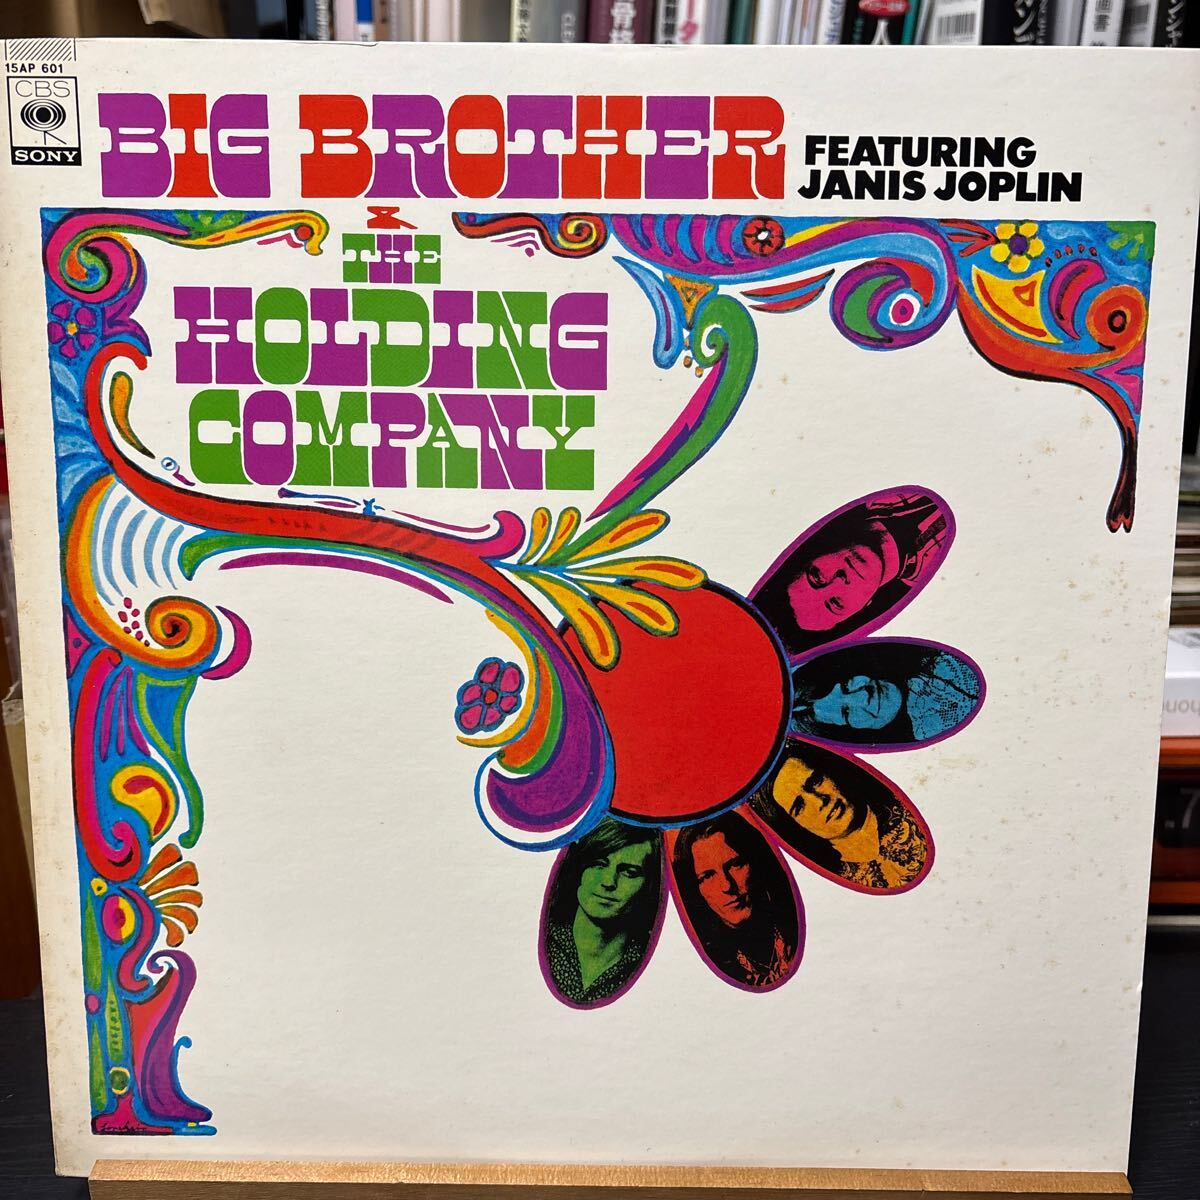 15AP 601
CBS
SONY
BIG BROTHER
FEATURING
JANIS JOPLIN
&
THE
HOLDING
COMPANY